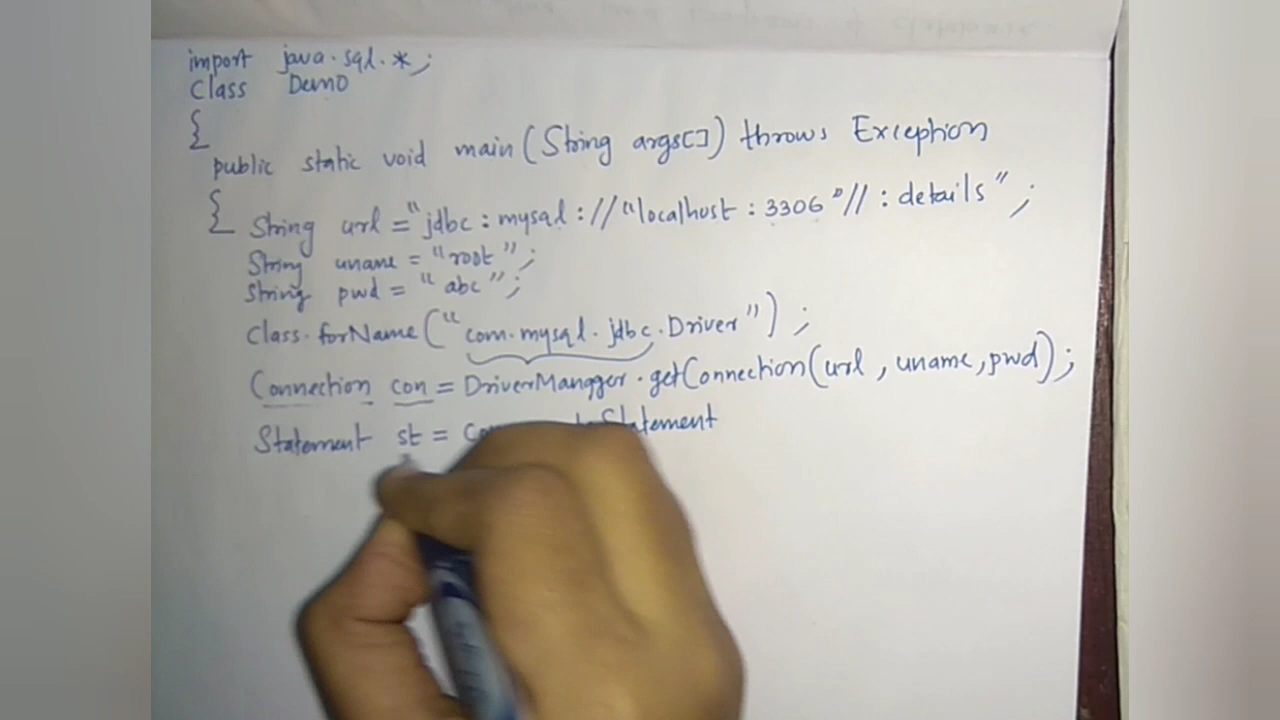 import java.sql.*;
Class Demo
{
public static void main(String args[]) throws Exception
{ String url = "jdbc:mysql://"localhost:3306"//:details";
String uname = "root";
String pwd = "abc";
Class.forName("com.mysql.jdbc.Driver");
Connection con = DriverManager.getConnection(url, uname, pwd);
Statement st =